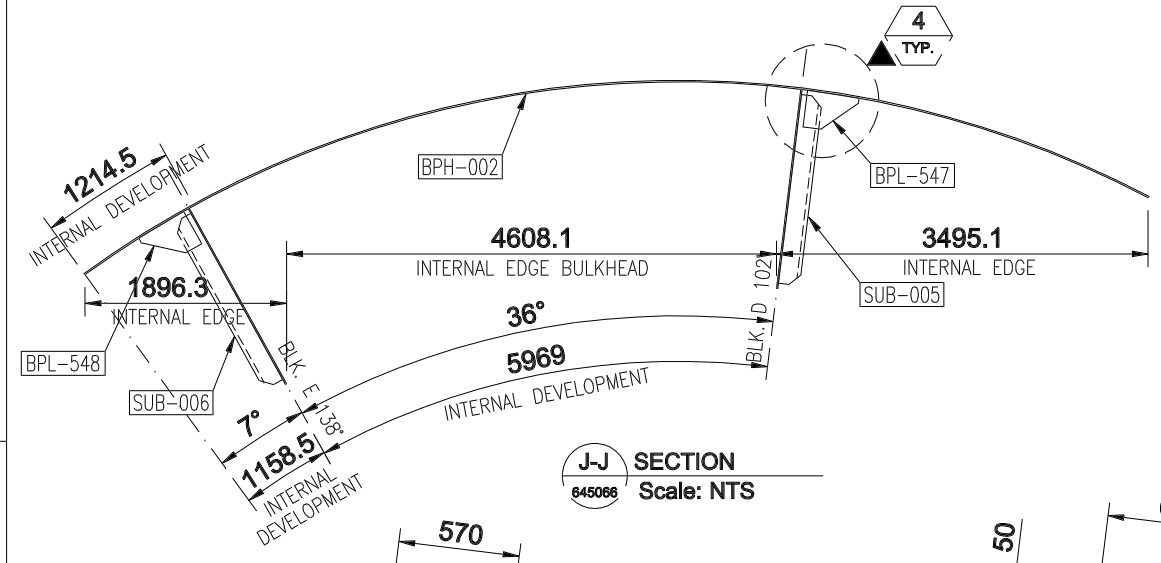 4
TYP.
1214.5
INTERNAL DEVELOPMENT
BPH-002
BPL-547
4608.1
INTERNAL EDGE BULKHEAD
3495.1
INTERNAL EDGE
1896.3
INTERNAL EDGE
SUB-005
BLK. D 102°
36°
BPL-548
5969
INTERNAL DEVELOPMENT
SUB-006
BLK. E 138°
7°
1158.5
INTERNAL
DEVELOPMENT
J-J SECTION
645066 Scale: NTS
570
50